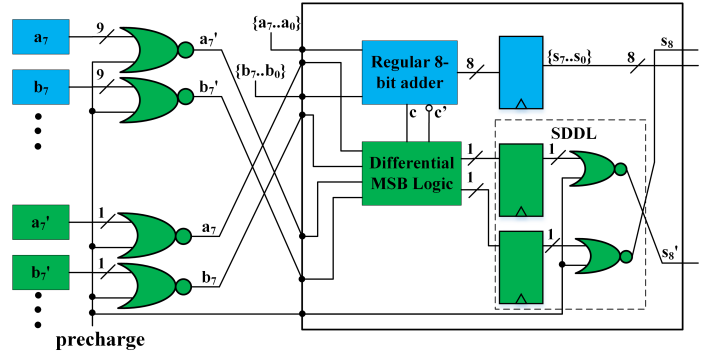 a7
9
a7'
b7
9
b7'
a7'
1
a7
b7'
1
b7
precharge
{a7..a0}
{b7..b0}
Regular 8-
bit adder
8
{s7..s0}
8
s8
c
c'
Differential
MSB Logic
1
1
SDDL
1
1
s8'